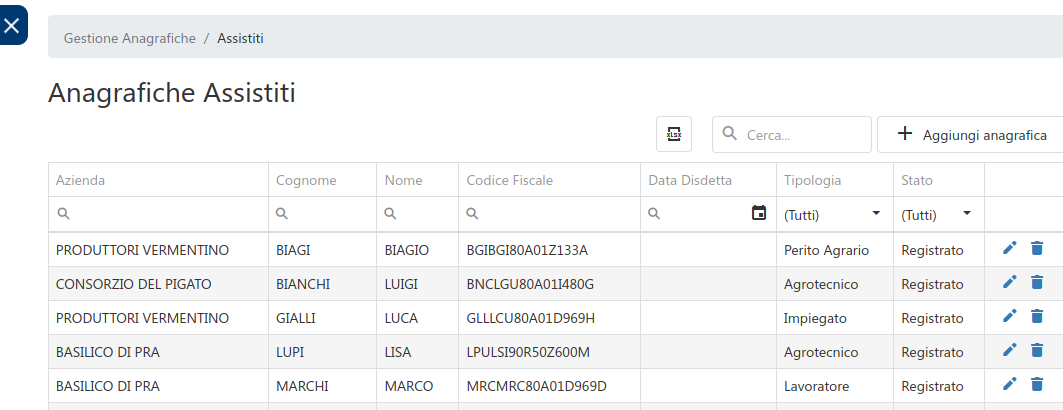 Gestione Anagrafiche / Assistiti
Anagrafiche Assistiti
XLSX Cerca... + Aggiungi anagrafica
Azienda Cognome Nome Codice Fiscale Data Disdetta Tipologia Stato
(Tutti) (Tutti)
PRODUTTORI VERMENTINO BIAGI BIAGIO BGIBGI80A01Z133A Perito Agrario Registrato
CONSORZIO DEL PIGATO BIANCHI LUIGI BNCLGU80A01I480G Agrotecnico Registrato
PRODUTTORI VERMENTINO GIALLI LUCA GLLLCU80A01D969H Impiegato Registrato
BASILICO DI PRA LUPI LISA LPULSI90R50Z600M Agrotecnico Registrato
BASILICO DI PRA MARCHI MARCO MRCMRC80A01D969D Lavoratore Registrato